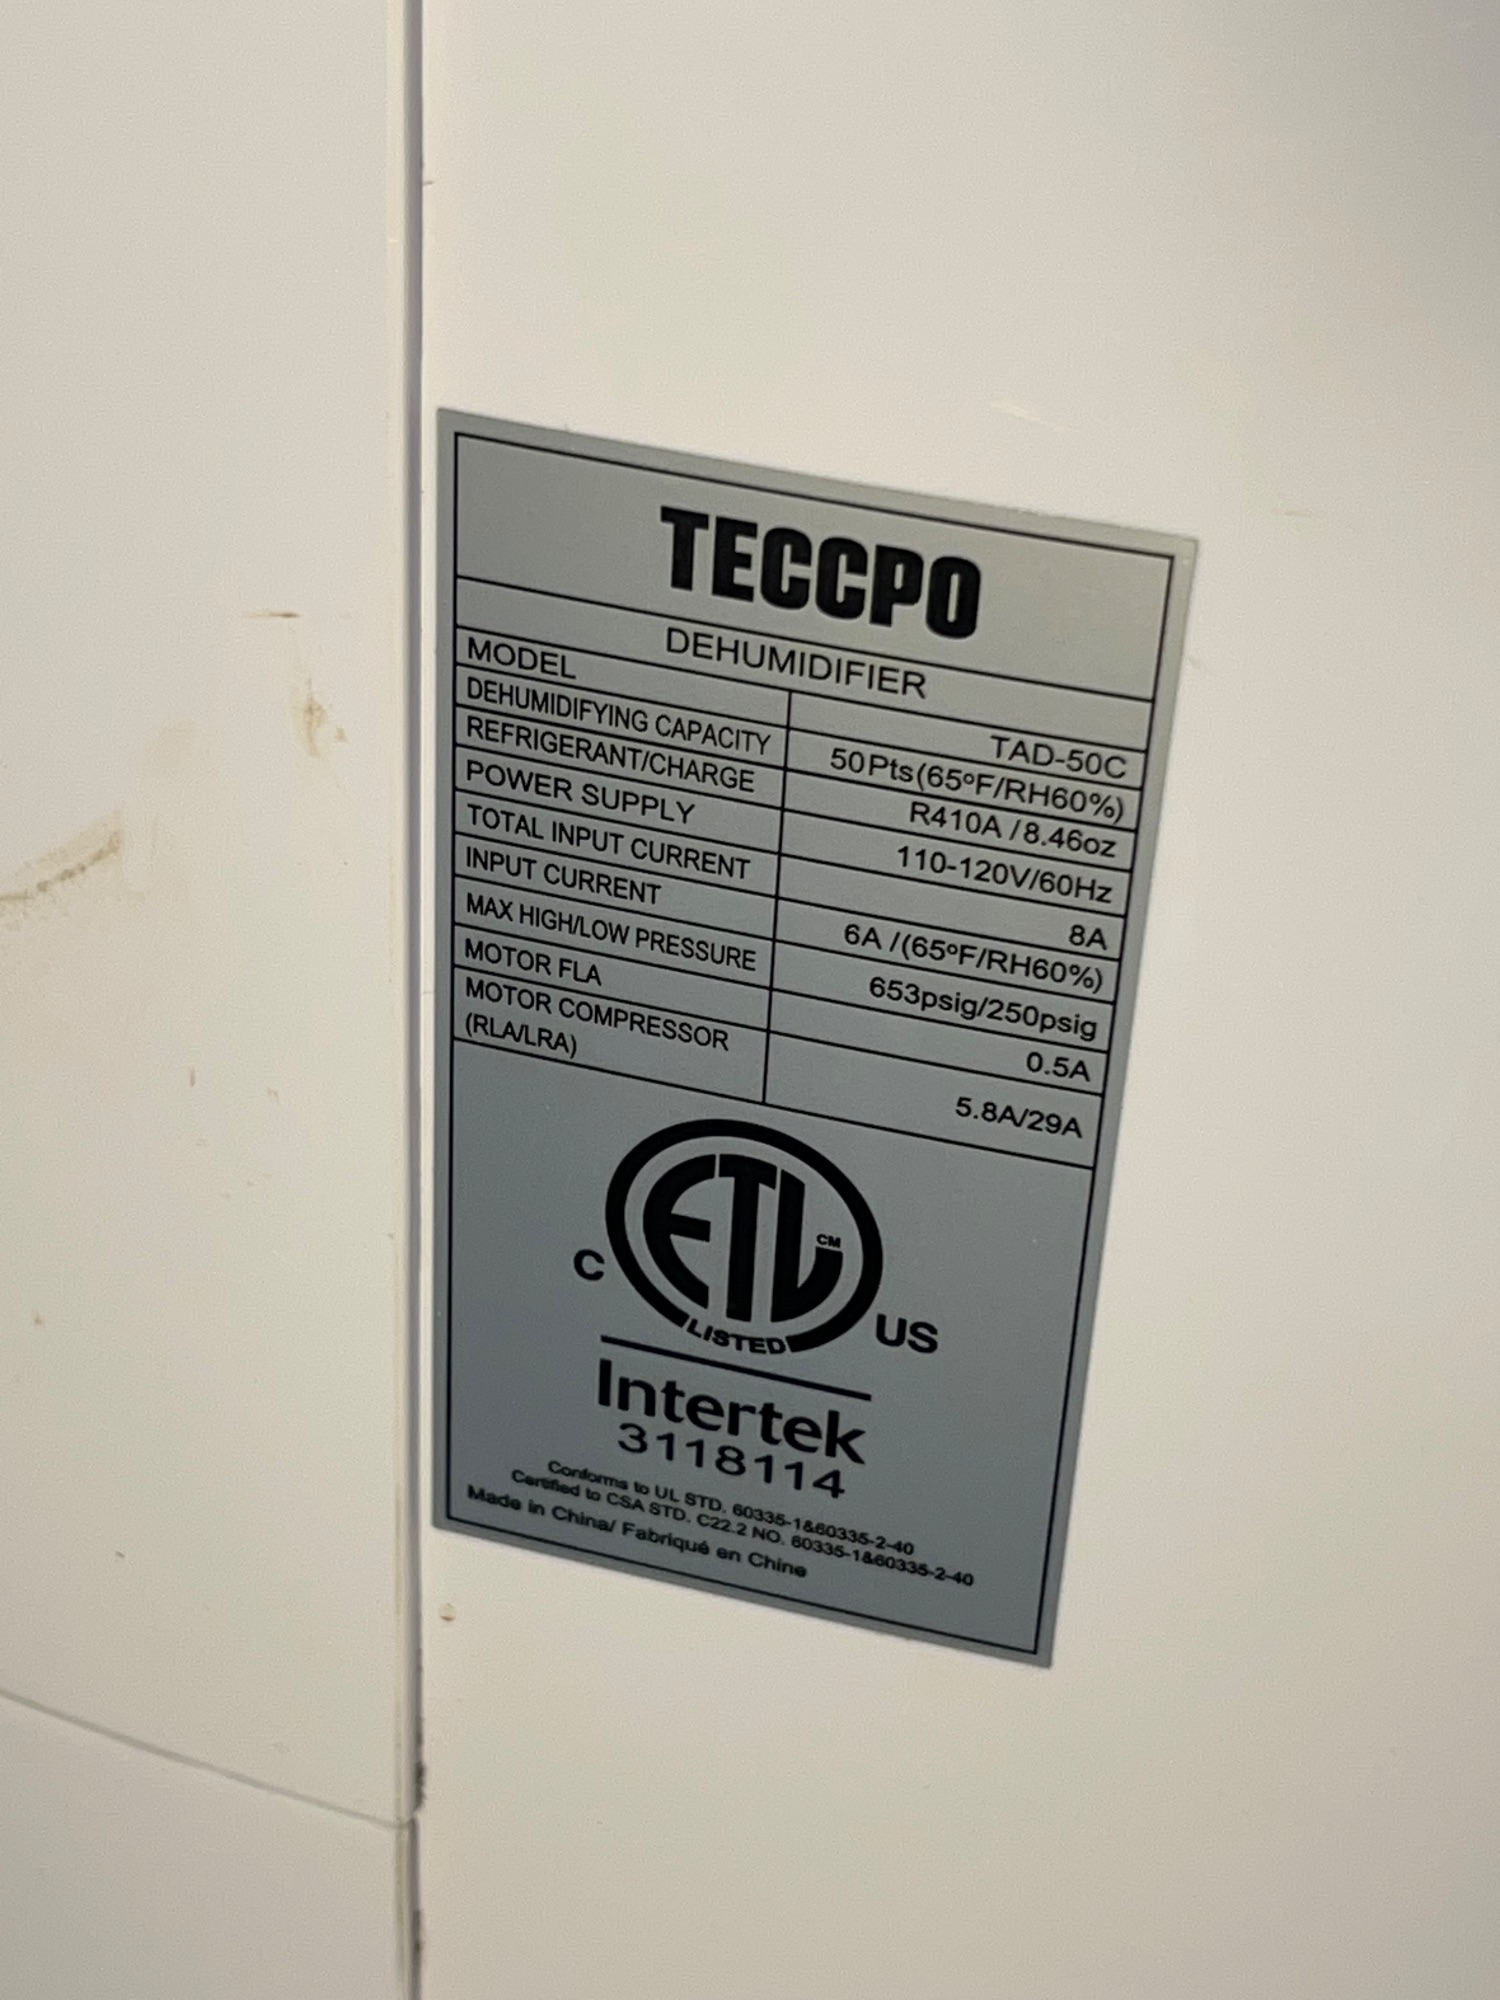 TECCPO
DEHUMIDIFIER
MODEL TAD-50C
DEHUMIDIFYING CAPACITY 50Pts(65ºF/RH60%)
REFRIGERANT/CHARGE R410A /8.46oz
POWER SUPPLY 110-120V/60Hz
TOTAL INPUT CURRENT 8A
INPUT CURRENT 6A /(65ºF/RH60%)
MAX HIGH/LOW PRESSURE 653psig/250psig
MOTOR FLA 0.5A
MOTOR COMPRESSOR
(RLA/LRA) 5.8A/29A
C ETL CM US
LISTED
Intertek
3118114
Conforms to UL STD. 60335-1&60335-2-40
Certified to CSA STD. C22.2 NO. 60335-1&60335-2-40
Made in China/ Fabriqué en Chine